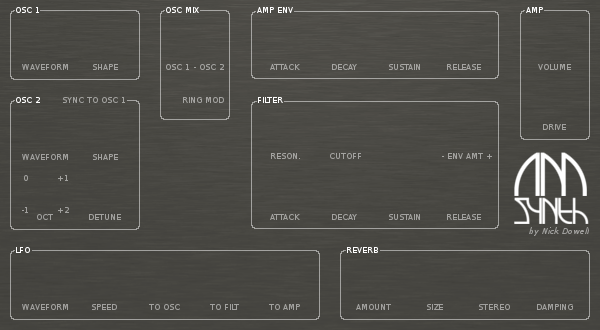 OSC 1
WAVEFORM SHAPE
OSC MIX
OSC 1 - OSC 2
RING MOD
AMP ENV
ATTACK DECAY SUSTAIN RELEASE
AMP
VOLUME
DRIVE
OSC 2 SYNC TO OSC 1
WAVEFORM SHAPE
0 +1
-1 +2
OCT DETUNE
FILTER
RESON. CUTOFF - ENV AMT +
ATTACK DECAY SUSTAIN RELEASE
AM
SYNth
by Nick Dowell
LFO
WAVEFORM SPEED TO OSC TO FILT TO AMP
REVERB
AMOUNT SIZE STEREO DAMPING